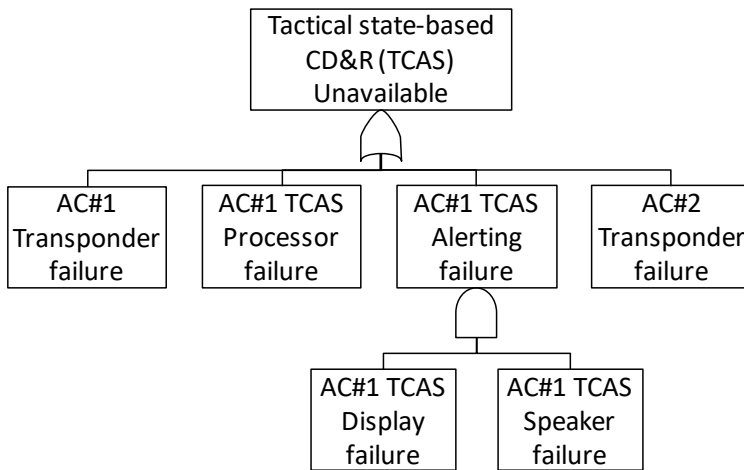 Tactical state-based
CD&R (TCAS)
Unavailable
AC#1
Transponder
failure
AC#1 TCAS
Processor
failure
AC#1 TCAS
Alerting
failure
AC#2
Transponder
failure
AC#1 TCAS
Display
failure
AC#1 TCAS
Speaker
failure